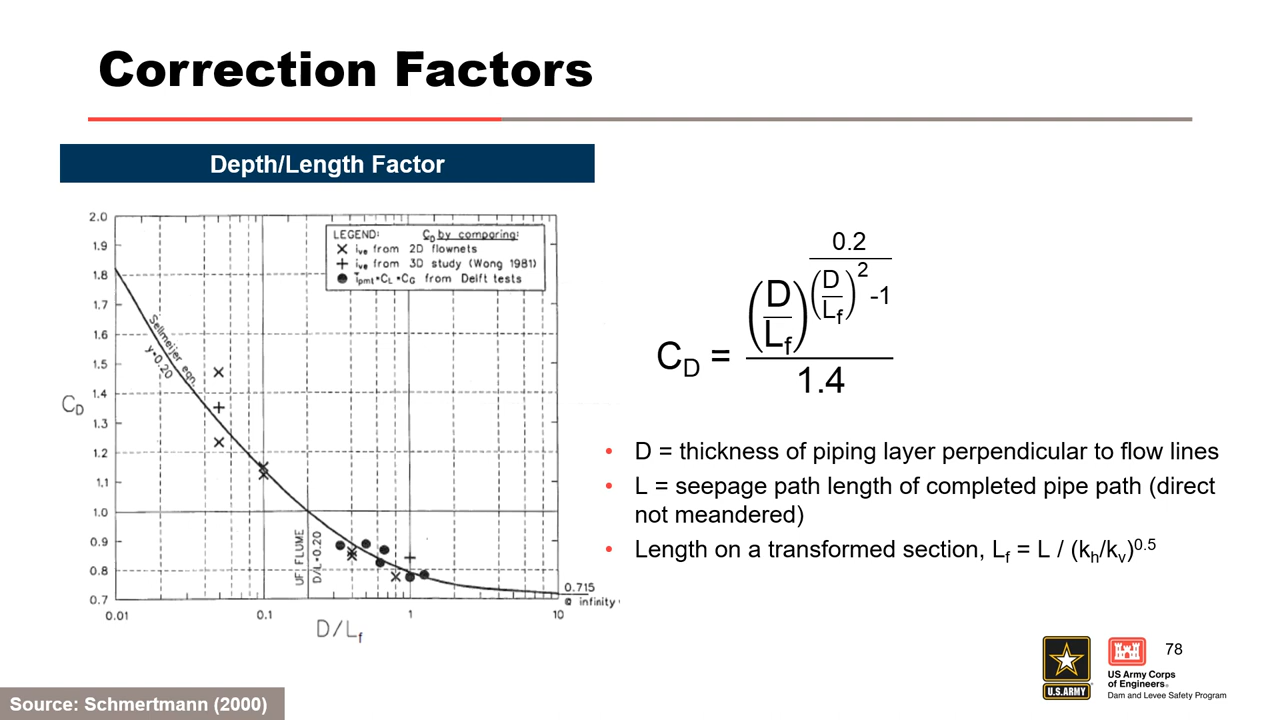 Correction Factors
Depth/Length Factor
LEGEND: C_D by comparing:
× i_ve from 2D flownets
+ i_ve from 3D study (Wong 1981)
● ī_pmt•C_L•C_G from Delft tests
2.0
1.9
1.8
1.7
1.6
1.5
1.4
1.3
1.2
1.1
1.0
0.9
0.8
0.7
C_D
Sellmeijer eqn.
y•0.20
UF FLUME
D/L•0.20
0.715
@ infinity
0.01
0.1
1
10
D/L_f
C_D = (D/L_f)^(0.2/((D/L_f)^2-1)) / 1.4
• D = thickness of piping layer perpendicular to flow lines
• L = seepage path length of completed pipe path (direct
not meandered)
• Length on a transformed section, L_f = L / (k_h/k_v)^0.5
U.S.ARMY
US Army Corps
of Engineers®
Dam and Levee Safety Program
78
Source: Schmertmann (2000)